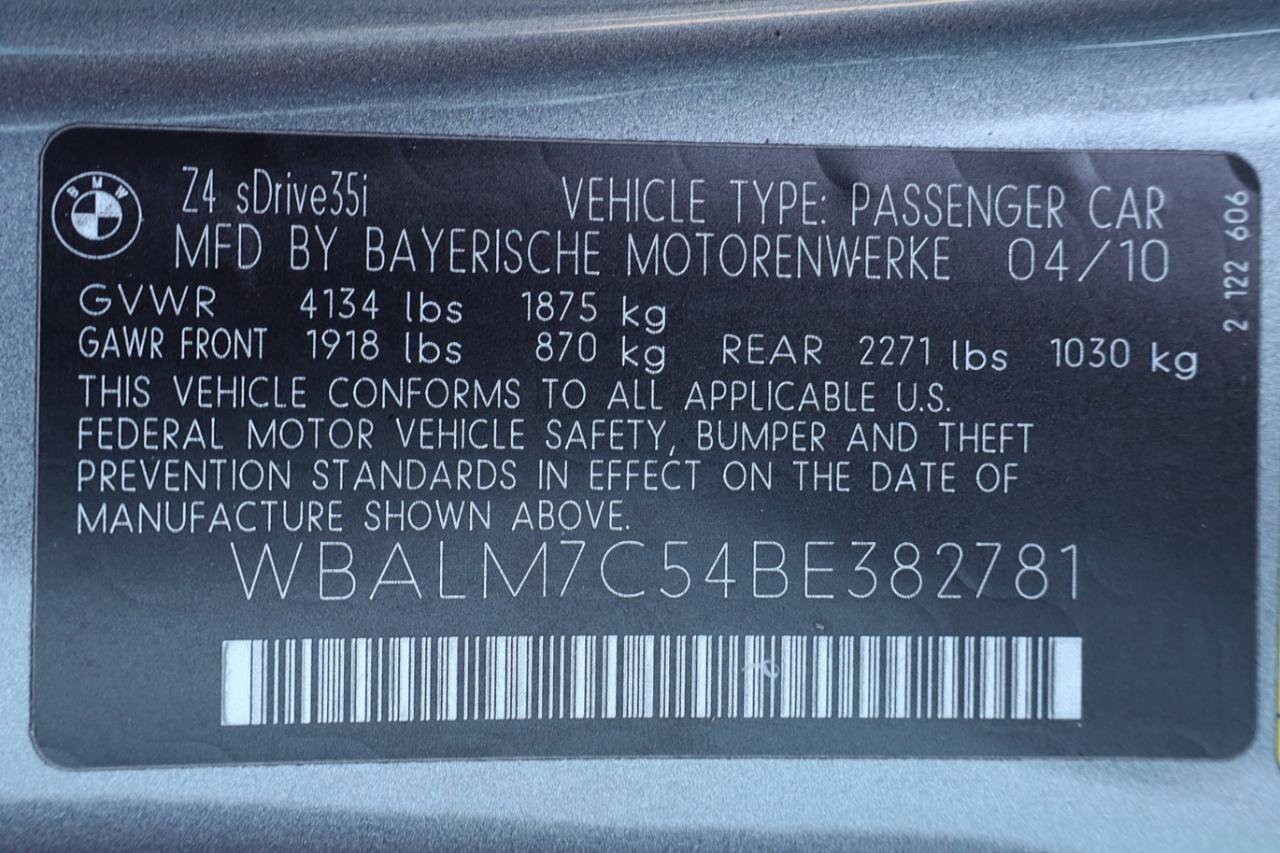 BMW
Z4 sDrive35i VEHICLE TYPE: PASSENGER CAR
MFD BY BAYERISCHE MOTORENWERKE 04/10
GVWR 4134 lbs 1875 kg
GAWR FRONT 1918 lbs 870 kg REAR 2271 lbs 1030 kg
THIS VEHICLE CONFORMS TO ALL APPLICABLE U.S.
FEDERAL MOTOR VEHICLE SAFETY, BUMPER AND THEFT
PREVENTION STANDARDS IN EFFECT ON THE DATE OF
MANUFACTURE SHOWN ABOVE.
WBALM7C54BE382781
2 122 606